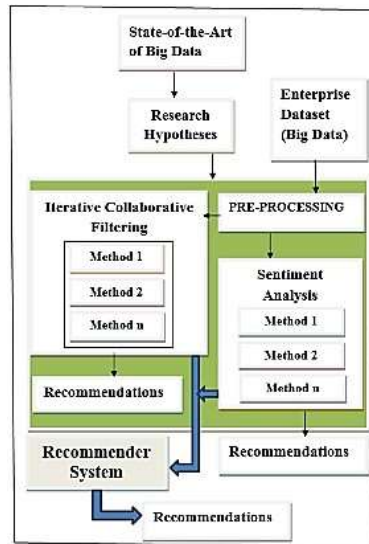 State-of-the-Art
of Big Data
Research
Hypotheses
Enterprise
Dataset
(Big Data)
Iterative Collaborative
Filtering
Method 1
Method 2
Method n
Recommendations
PRE-PROCESSING
Sentiment
Analysis
Method 1
Method 2
Method n
Recommendations
Recommender
System
Recommendations